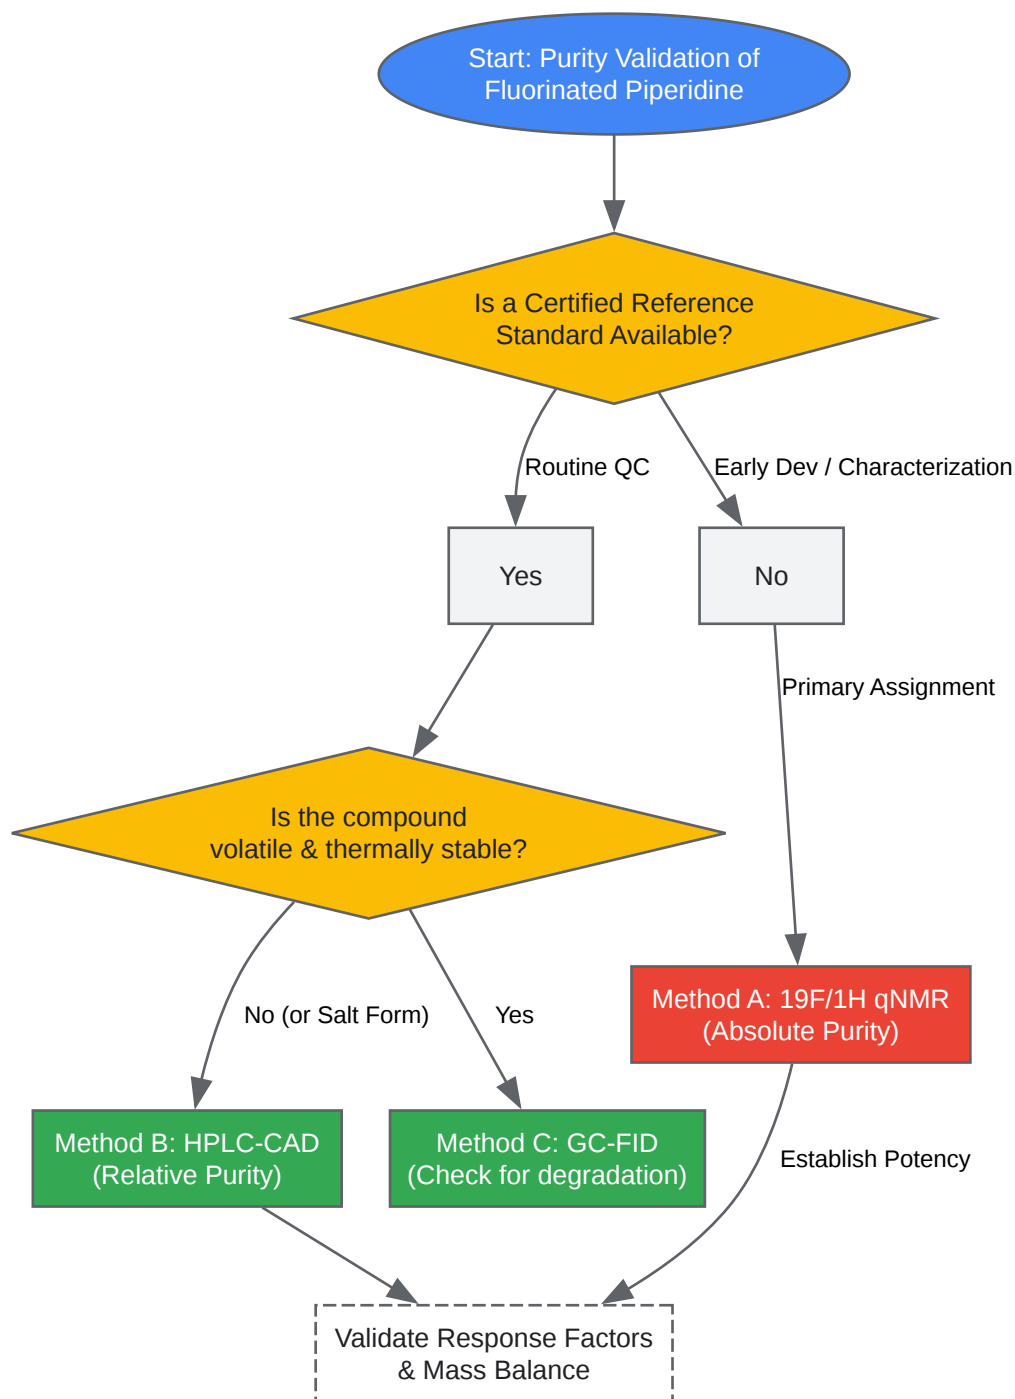 Start: Purity Validation of
Fluorinated Piperidine
Is a Certified Reference
Standard Available?
Routine QC
Early Dev / Characterization
Yes
No
Primary Assignment
Is the compound
volatile & thermally stable?
No (or Salt Form)
Yes
Method A: 19F/1H qNMR
(Absolute Purity)
Method B: HPLC-CAD
(Relative Purity)
Method C: GC-FID
(Check for degradation)
Establish Potency
Validate Response Factors
& Mass Balance